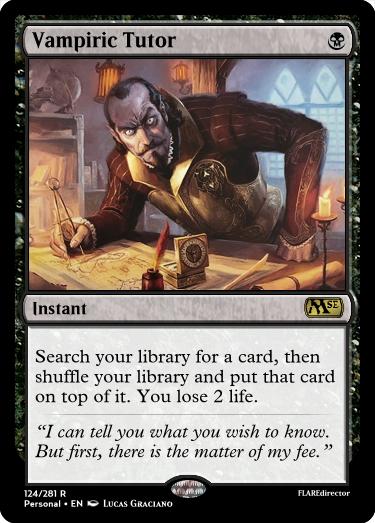 Vampiric Tutor
Instant
MSE
Search your library for a card, then
shuffle your library and put that card
on top of it. You lose 2 life.
“I can tell you what you wish to know.
But first, there is the matter of my fee.”
124/281 R
FLAREdirector
Personal • EN Lucas Graciano